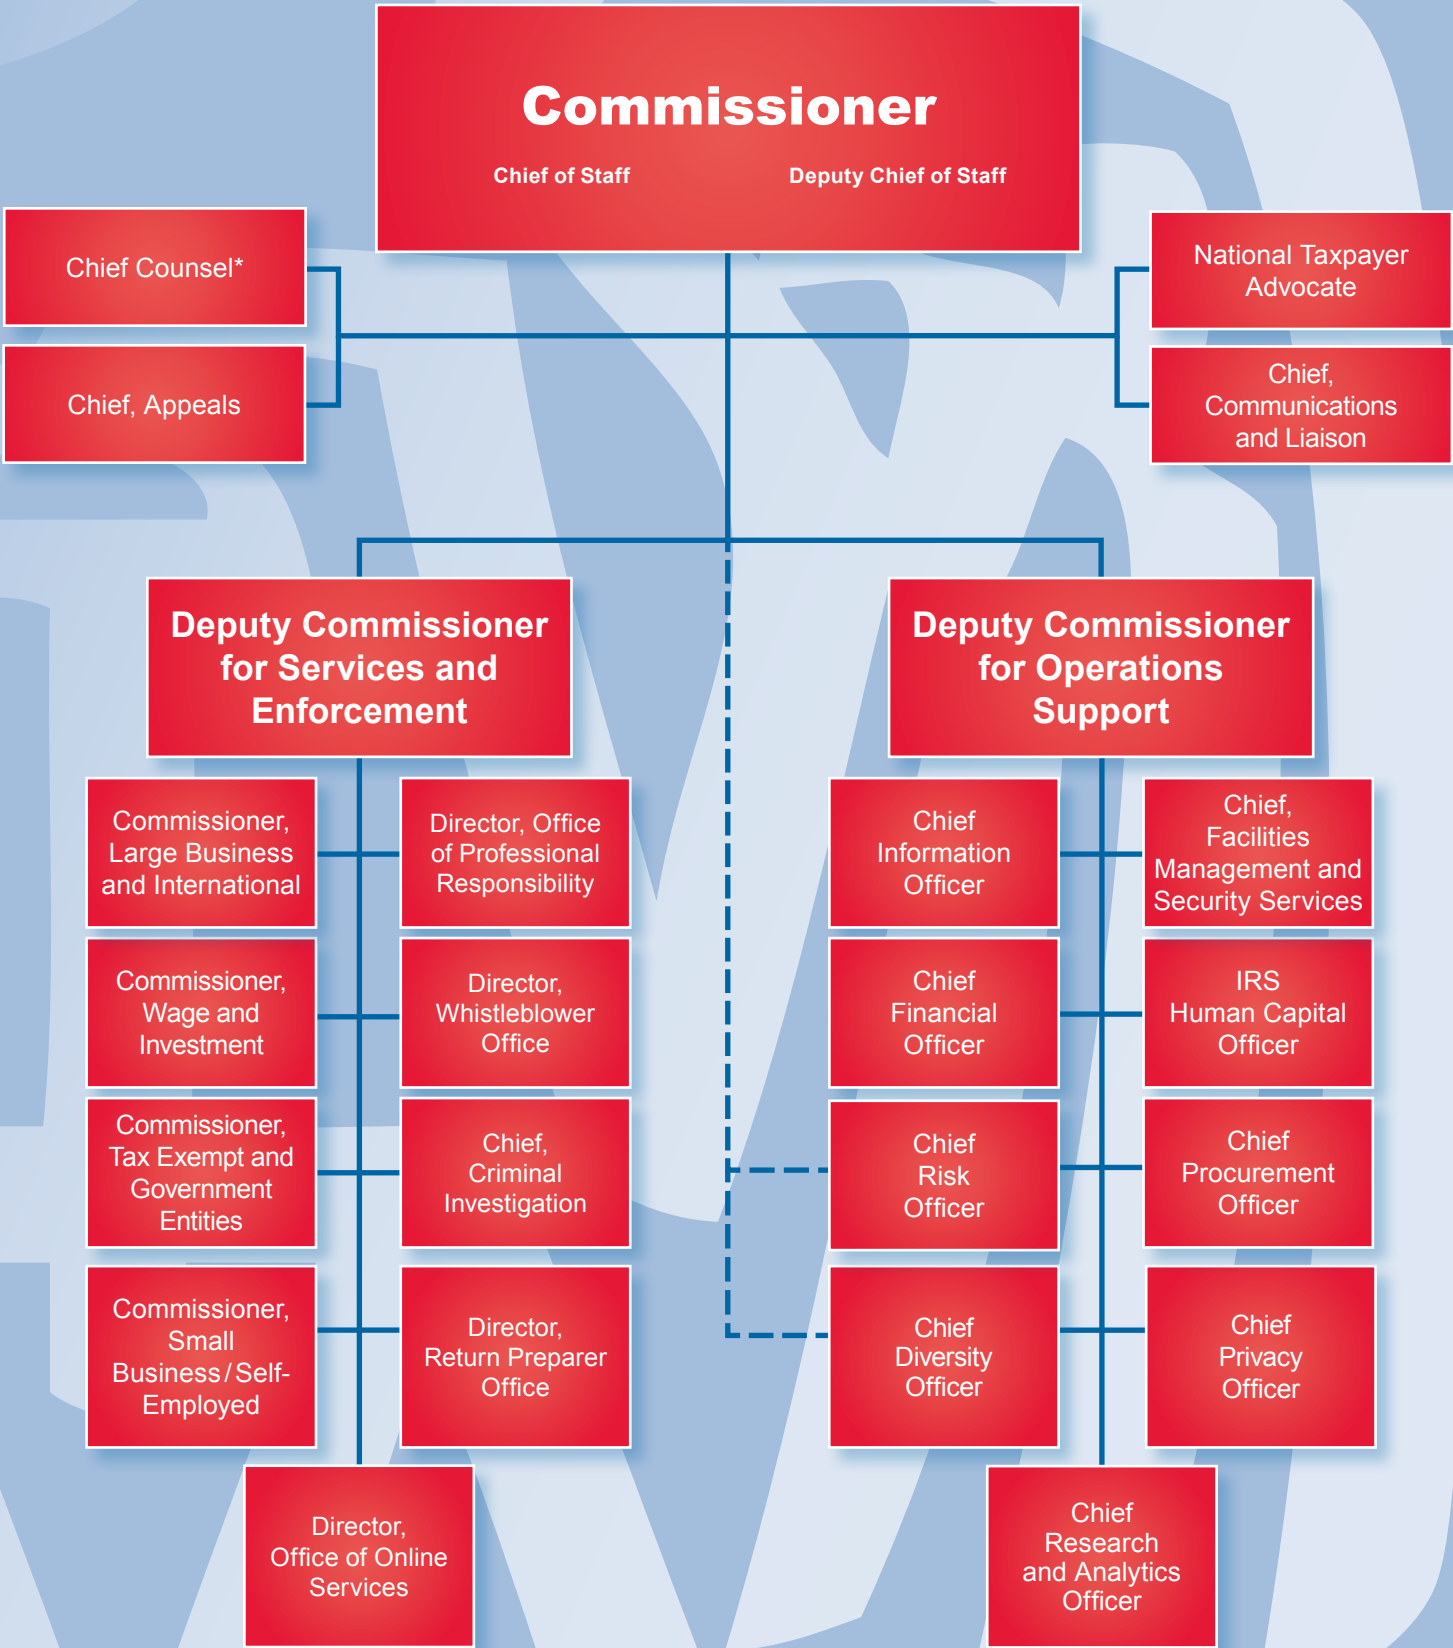 Commissioner
Chief of Staff
Deputy Chief of Staff
Chief Counsel*
Chief, Appeals
National Taxpayer
Advocate
Chief,
Communications
and Liaison
Deputy Commissioner
for Services and
Enforcement
Commissioner,
Large Business
and International
Director, Office
of Professional
Responsibility
Commissioner,
Wage and
Investment
Director,
Whistleblower
Office
Commissioner,
Tax Exempt and
Government
Entities
Chief,
Criminal
Investigation
Commissioner,
Small
Business/Self-
Employed
Director,
Return Preparer
Office
Director,
Office of Online
Services
Deputy Commissioner
for Operations
Support
Chief
Information
Officer
Chief,
Facilities
Management and
Security Services
Chief
Financial
Officer
IRS
Human Capital
Officer
Chief
Risk
Officer
Chief
Procurement
Officer
Chief
Diversity
Officer
Chief
Privacy
Officer
Chief
Research
and Analytics
Officer